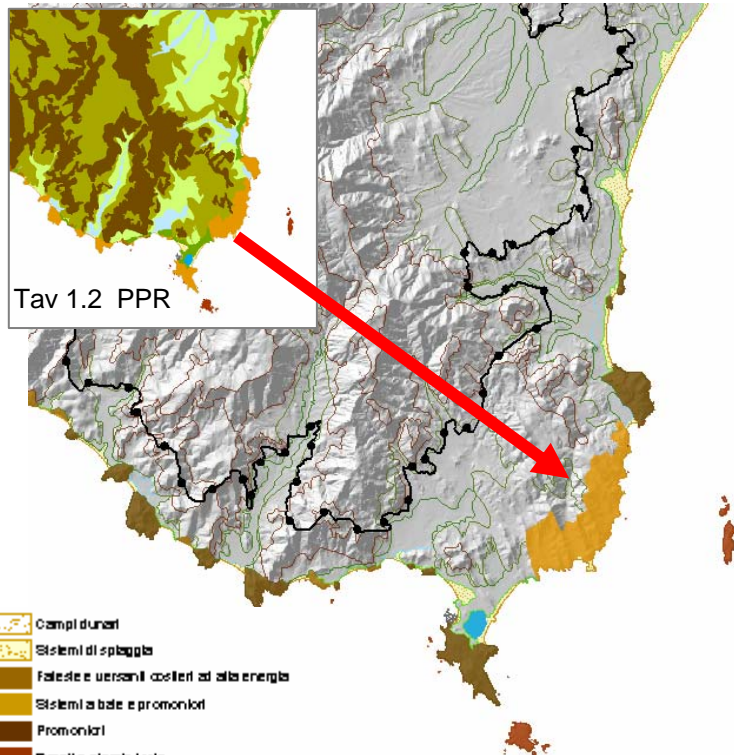 Tav 1.2 PPR
Campi dunari
Sistemi di spiaggia
Falesie e versanti costieri ad alta energia
Sistemi a baie e promontori
Promontori